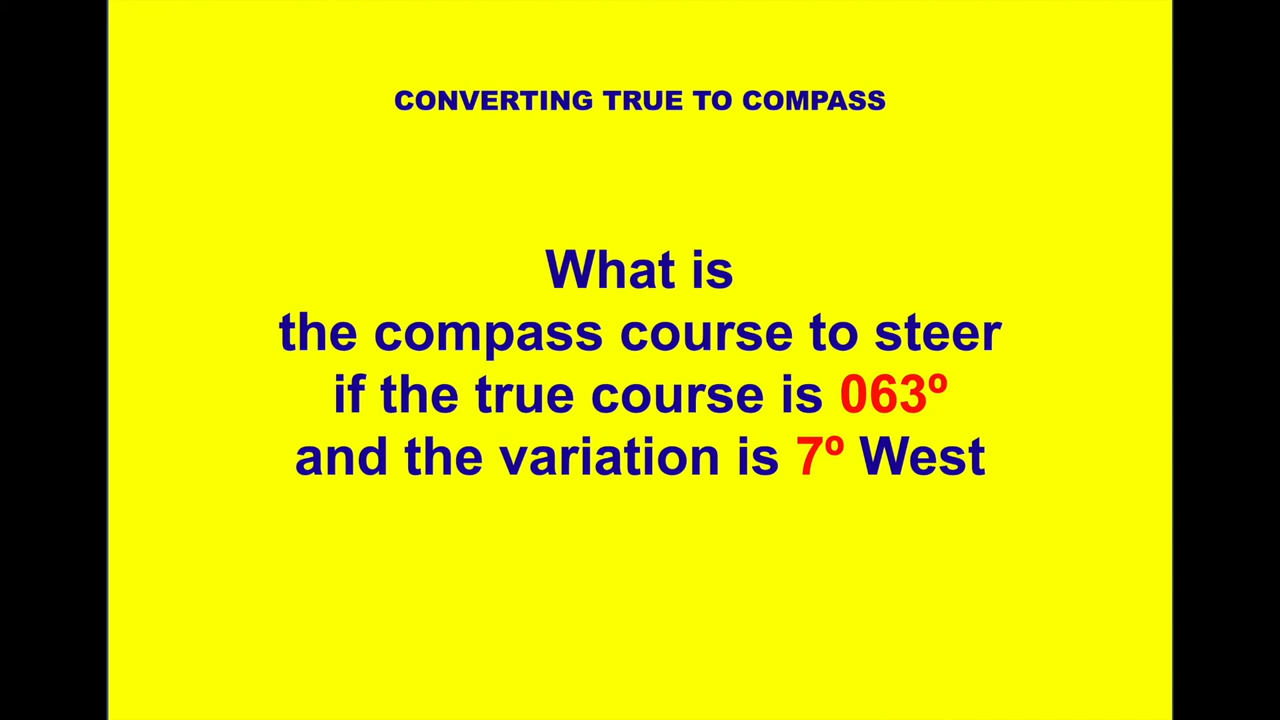 CONVERTING TRUE TO COMPASS
What is
the compass course to steer
if the true course is 063º
and the variation is 7º West